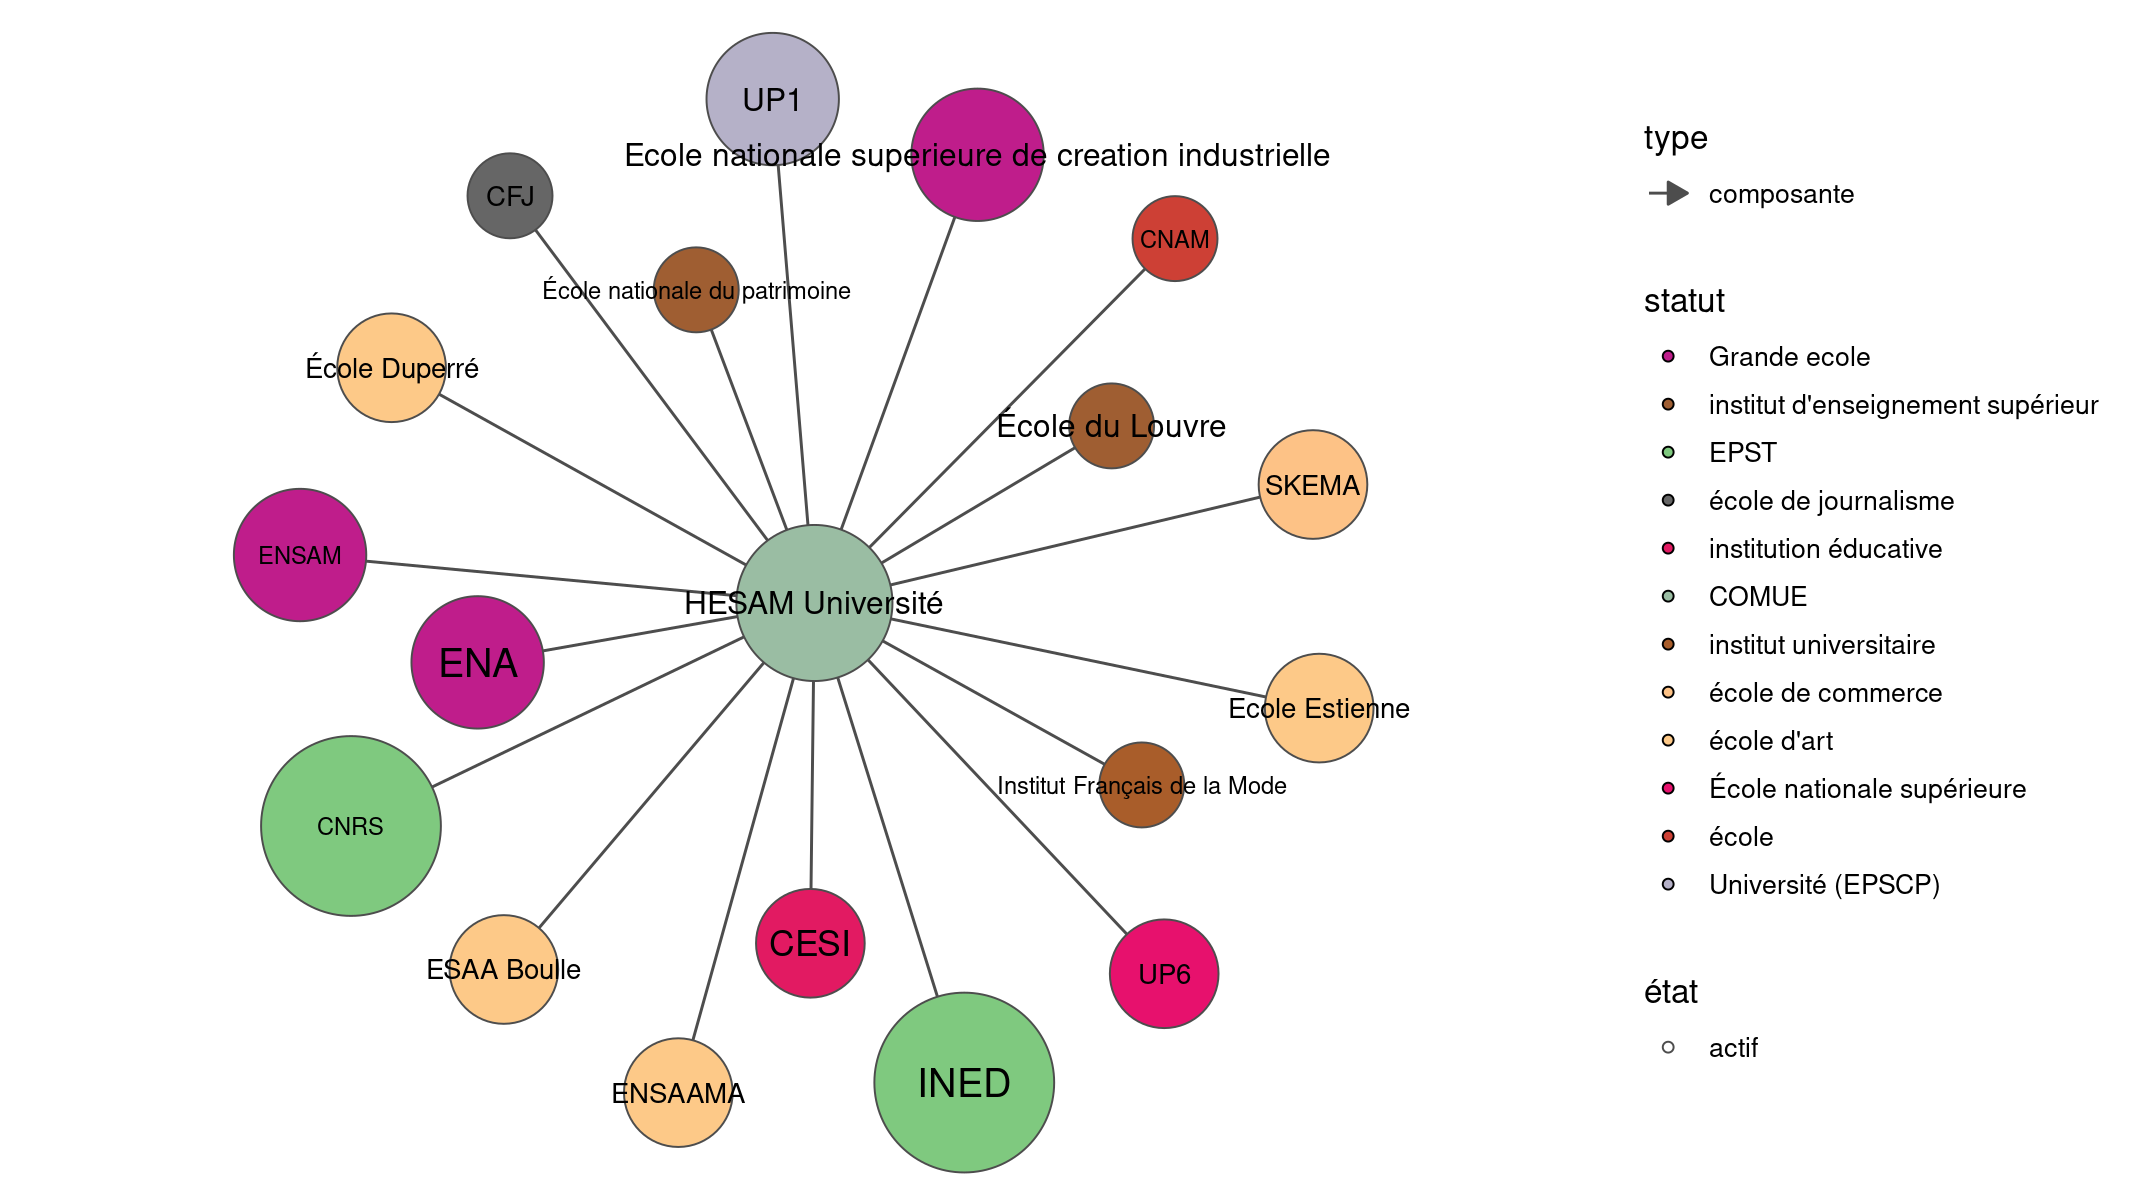 UP1
Ecole nationale superieure de creation industrielle
CFJ
CNAM
École nationale du patrimoine
École Duperré
École du Louvre
SKEMA
ENSAM
HESAM Université
ENA
Ecole Estienne
Institut Français de la Mode
CNRS
CESI
ESAA Boulle
UP6
INED
ENSAAMA
type
composante
statut
Grande ecole
institut d'enseignement supérieur
EPST
école de journalisme
institution éducative
COMUE
institut universitaire
école de commerce
école d'art
École nationale supérieure
école
Université (EPSCP)
état
actif